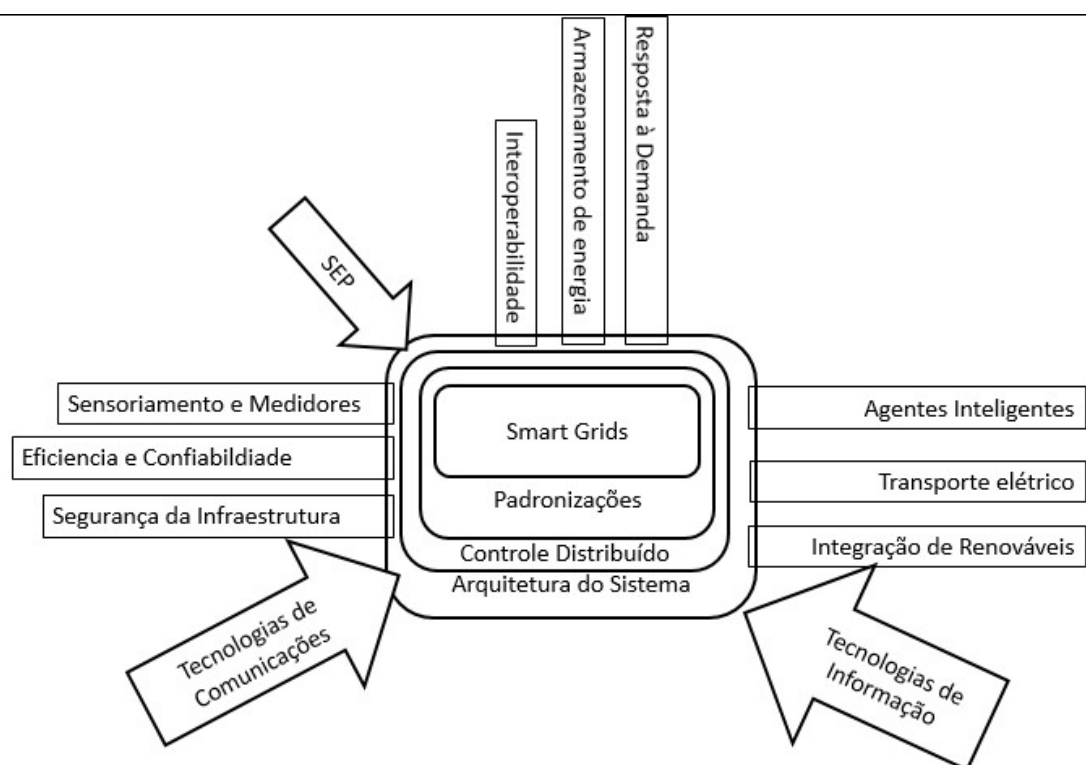 Interoperabilidade
Armazenamento de energia
Resposta à Demanda
SEP
Sensoriamento e Medidores
Eficiencia e Confiabildiade
Segurança da Infraestrutura
Smart Grids
Padronizações
Controle Distribuído
Arquitetura do Sistema
Agentes Inteligentes
Transporte elétrico
Integração de Renováveis
Tecnologias de
Comunicações
Tecnologias de
Informação